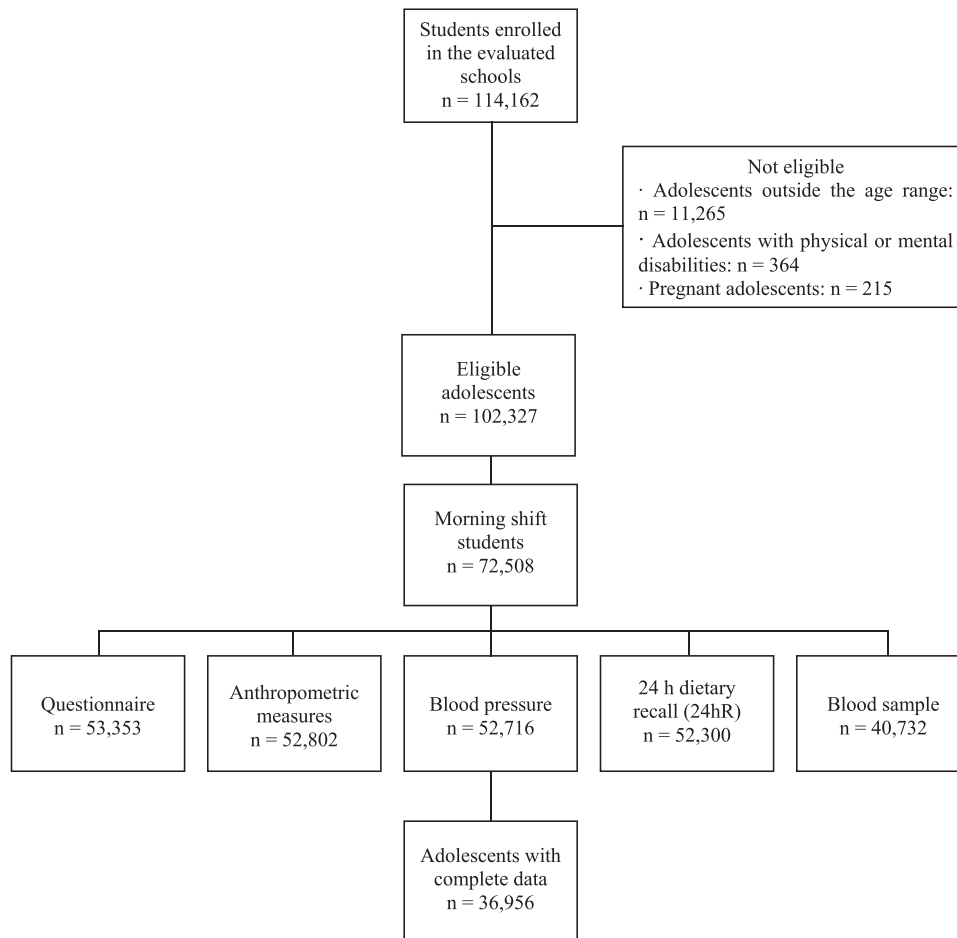 Students enrolled
in the evaluated
schools
n = 114,162
Not eligible
· Adolescents outside the age range:
n = 11,265
· Adolescents with physical or mental
disabilities: n = 364
· Pregnant adolescents: n = 215
Eligible
adolescents
n = 102,327
Morning shift
students
n = 72,508
Questionnaire
n = 53,353
Anthropometric
measures
n = 52,802
Blood pressure
n = 52,716
24 h dietary
recall (24hR)
n = 52,300
Blood sample
n = 40,732
Adolescents with
complete data
n = 36,956